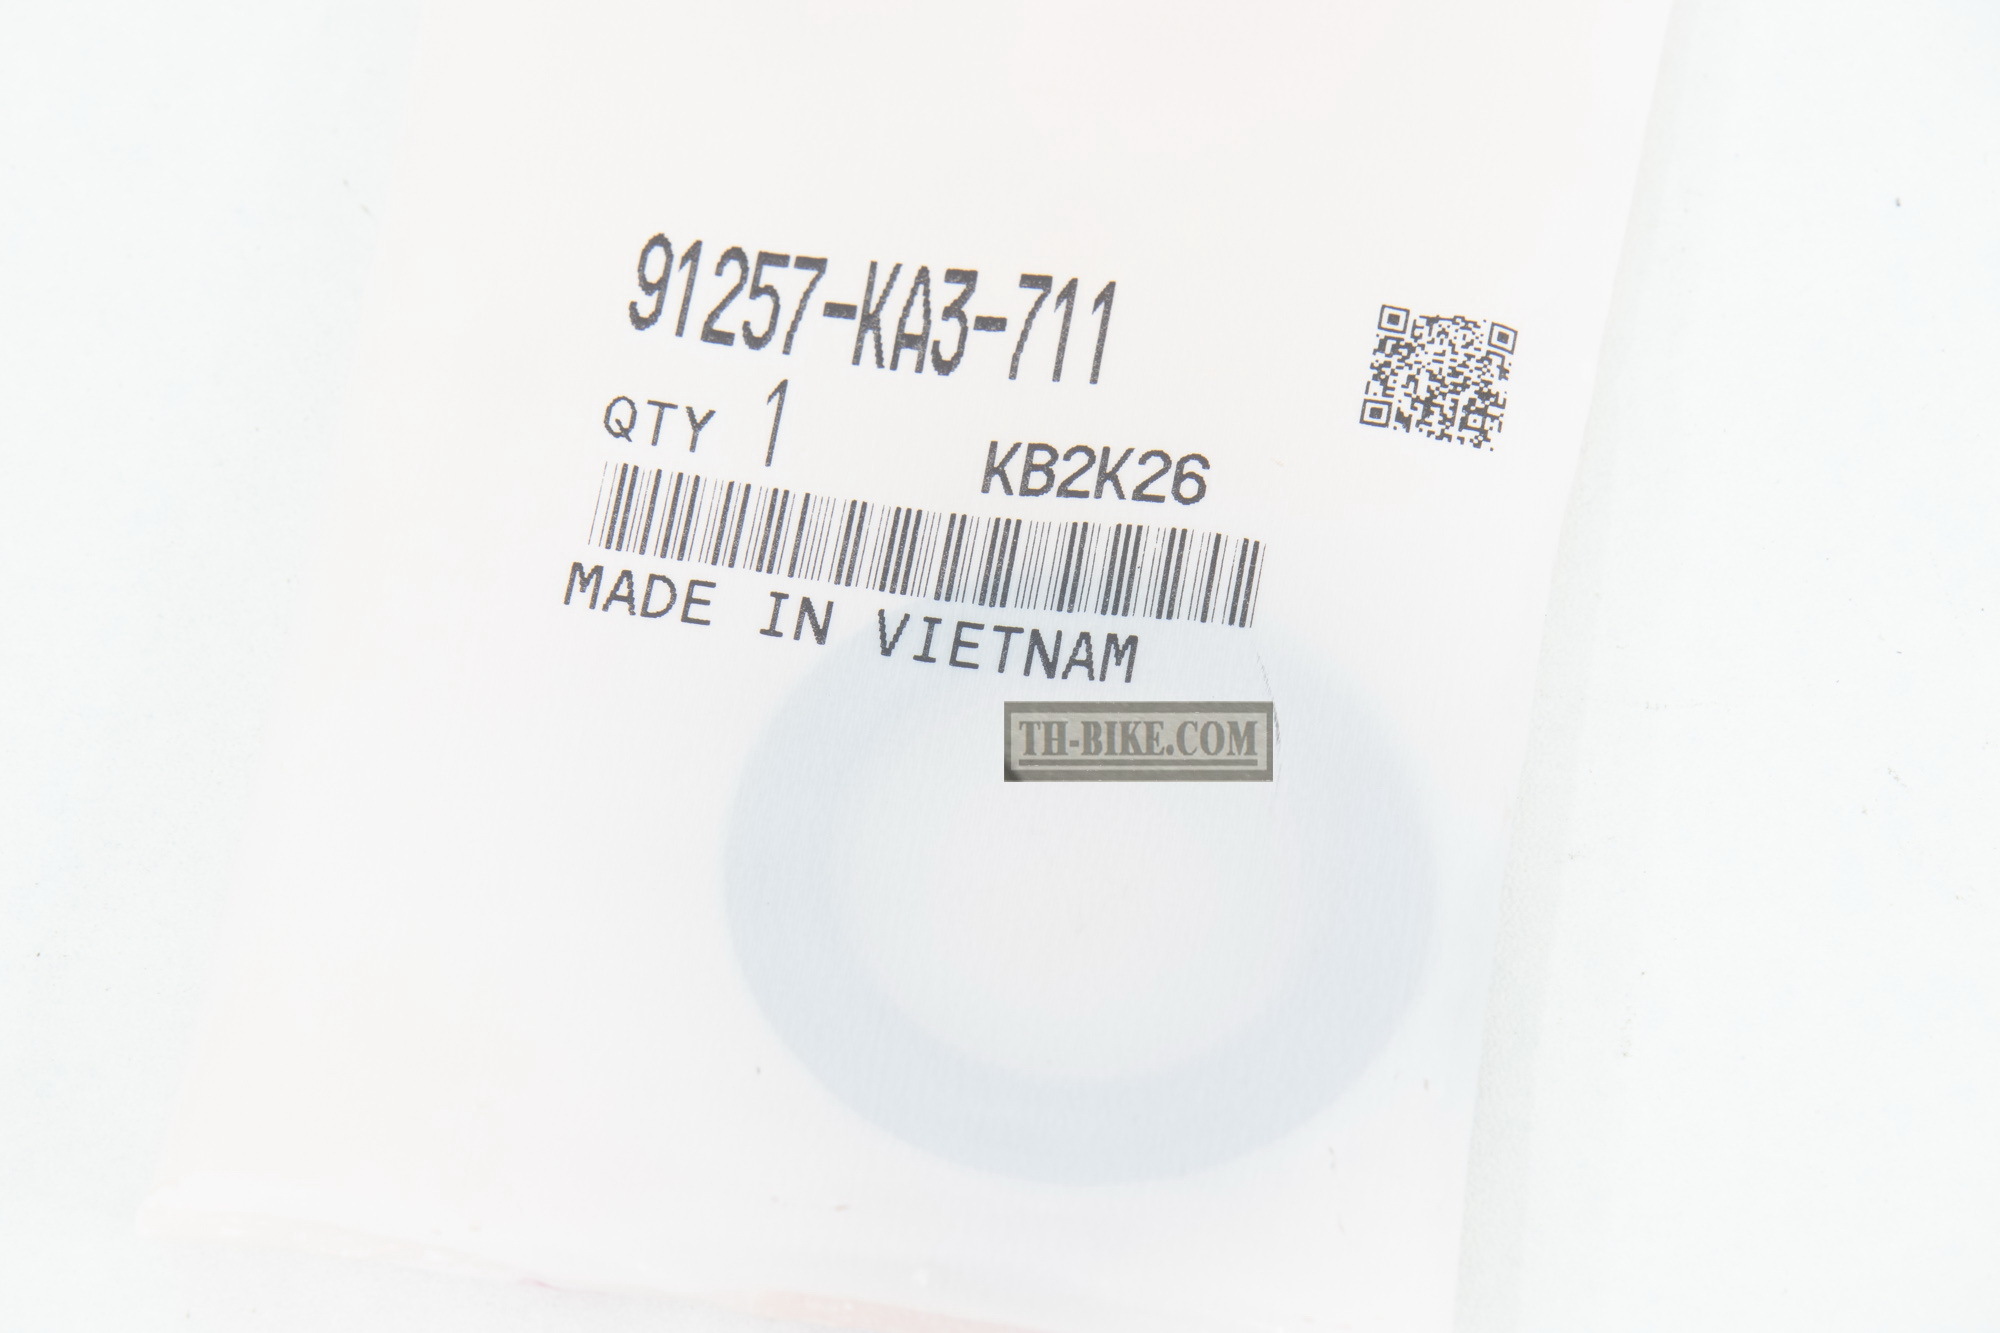 91257-KA3-711
QTY 1
KB2K26
MADE IN VIETNAM
TH-BIKE.COM